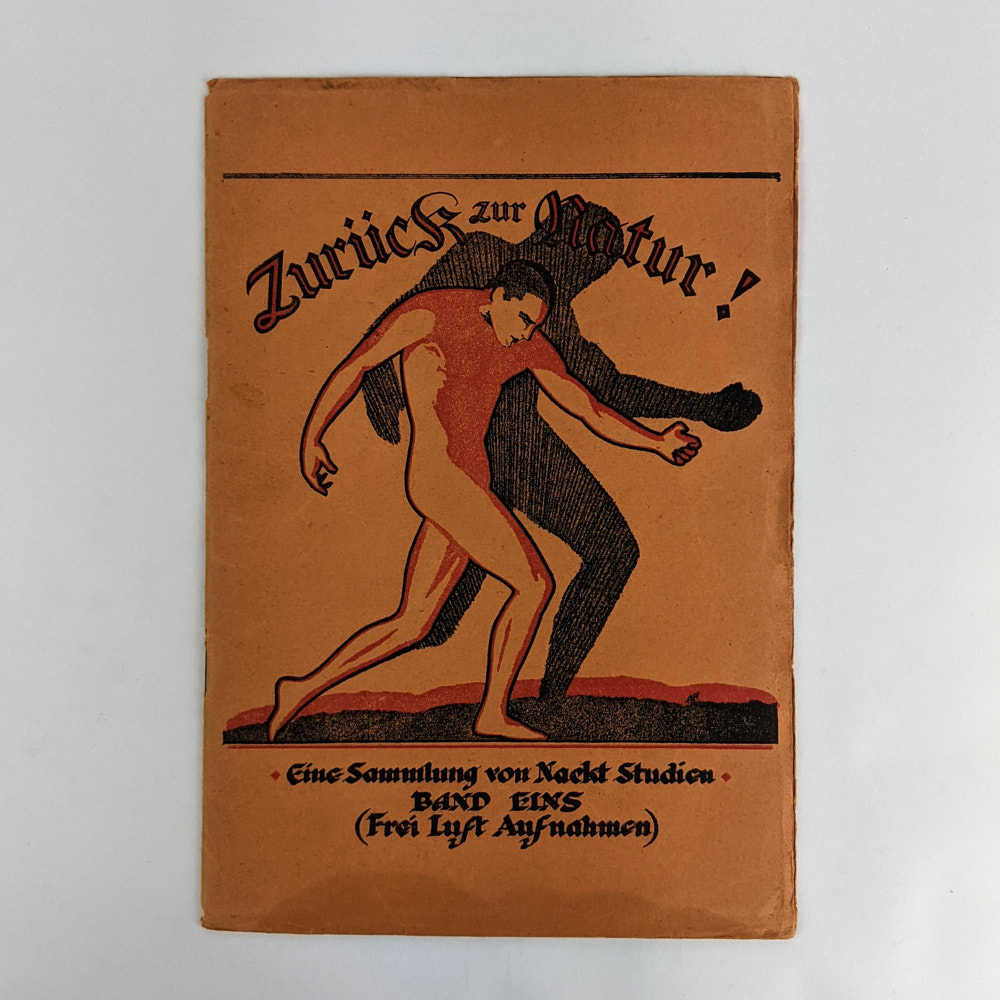 Zurück zur Natur!
Eine Sammlung von Nackt Studien
BAND EINS
(Frei Luft Aufnahmen)